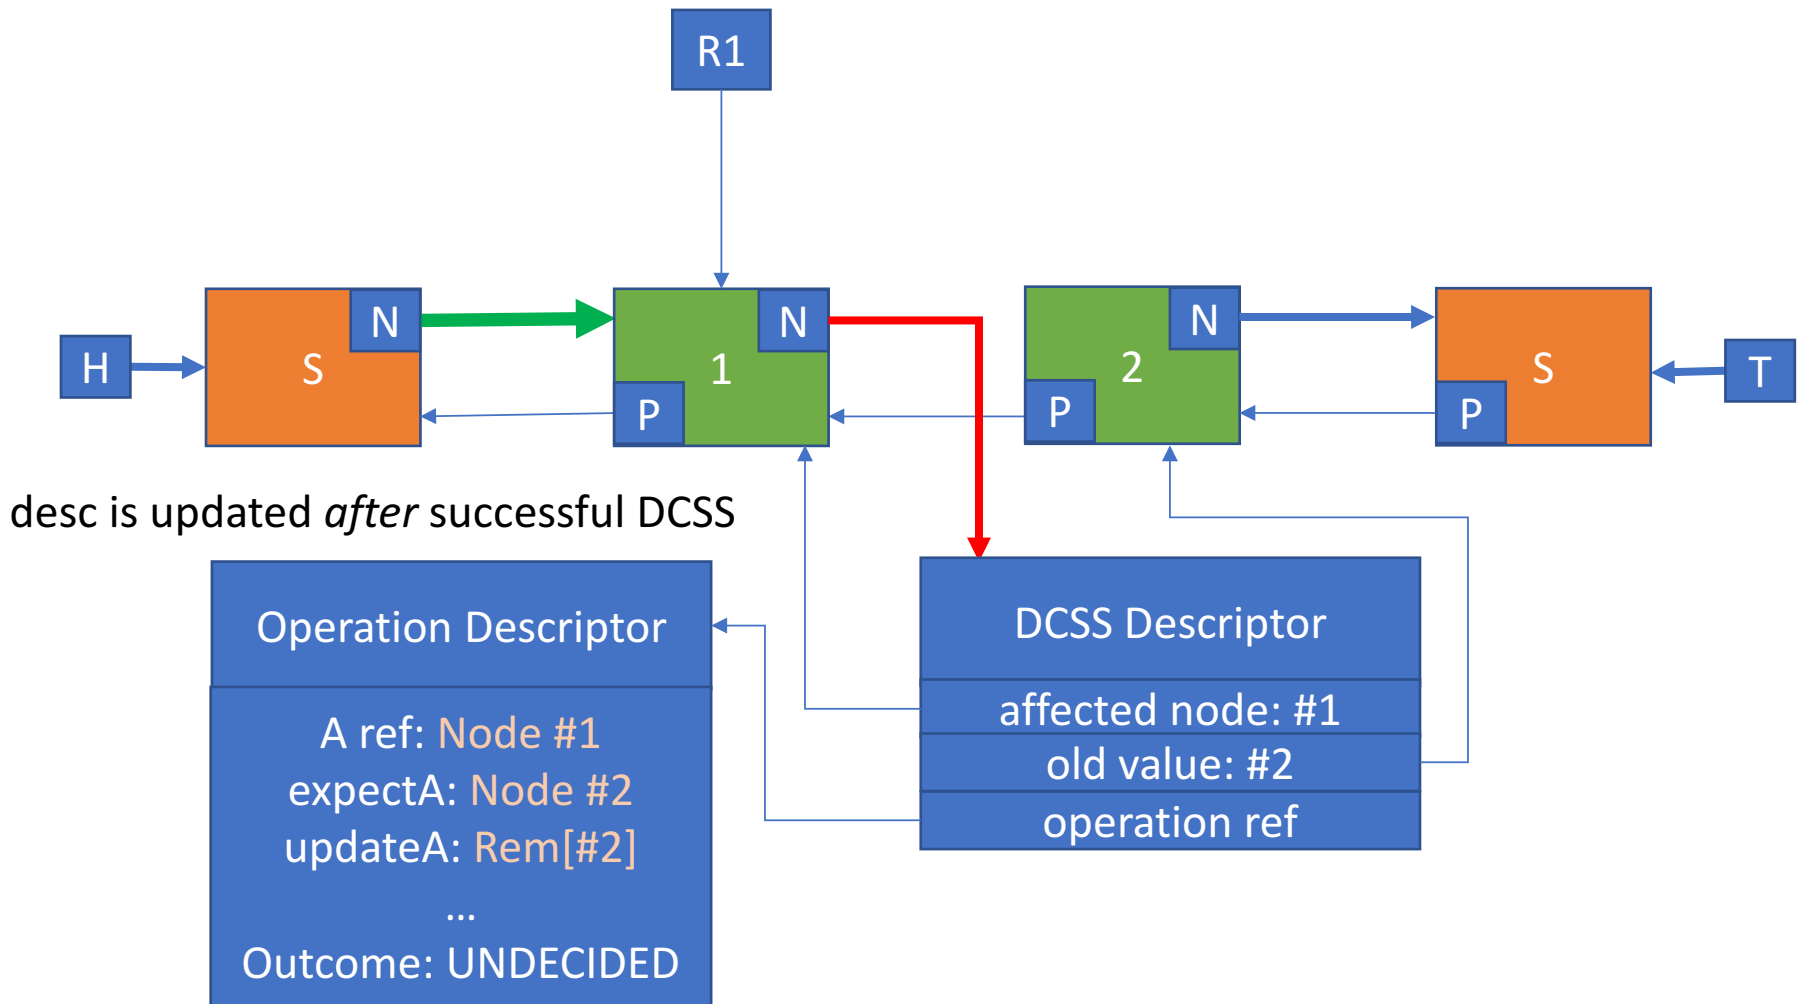 R1
N
N
N
H
S
1
2
S
T
P
P
P
desc is updated after successful DCSS
Operation Descriptor
A ref: Node #1
expectA: Node #2
updateA: Rem[#2]
...
Outcome: UNDECIDED
DCSS Descriptor
affected node: #1
old value: #2
operation ref